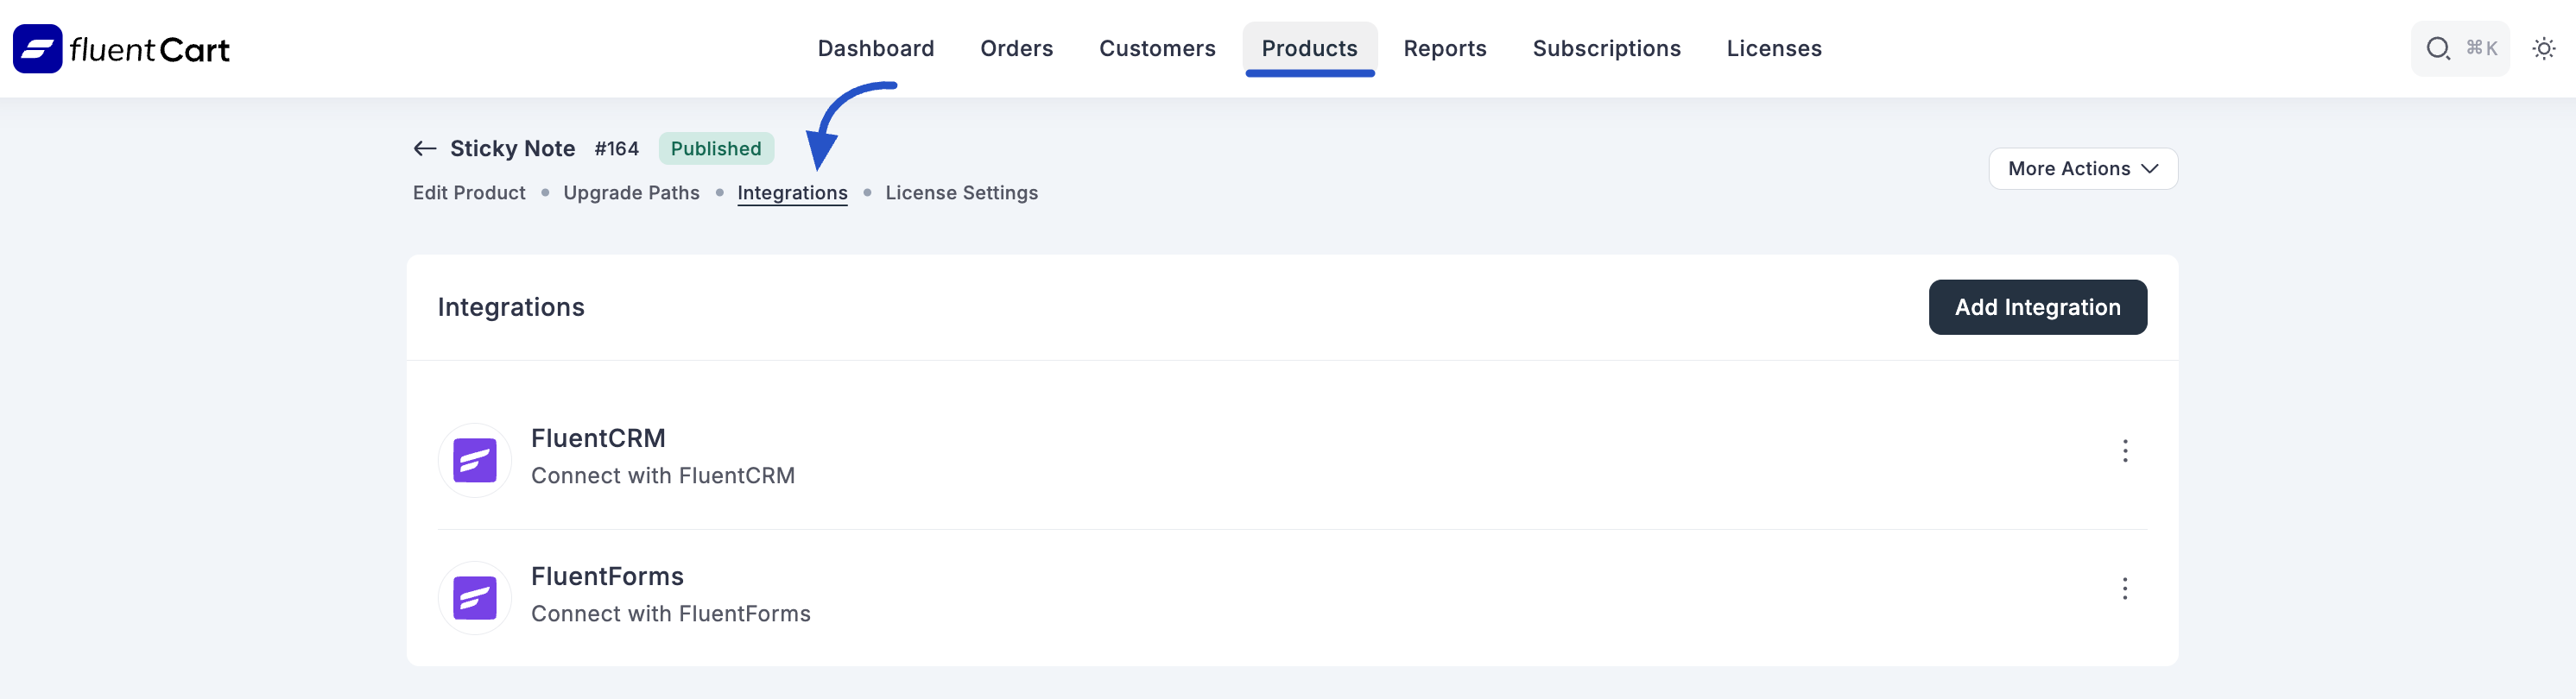 fluentCart Dashboard Orders Customers Products Reports Subscriptions Licenses ⌘K
Sticky Note #164 Published
More Actions
Edit Product • Upgrade Paths • Integrations • License Settings
Integrations Add Integration
FluentCRM
Connect with FluentCRM
FluentForms
Connect with FluentForms